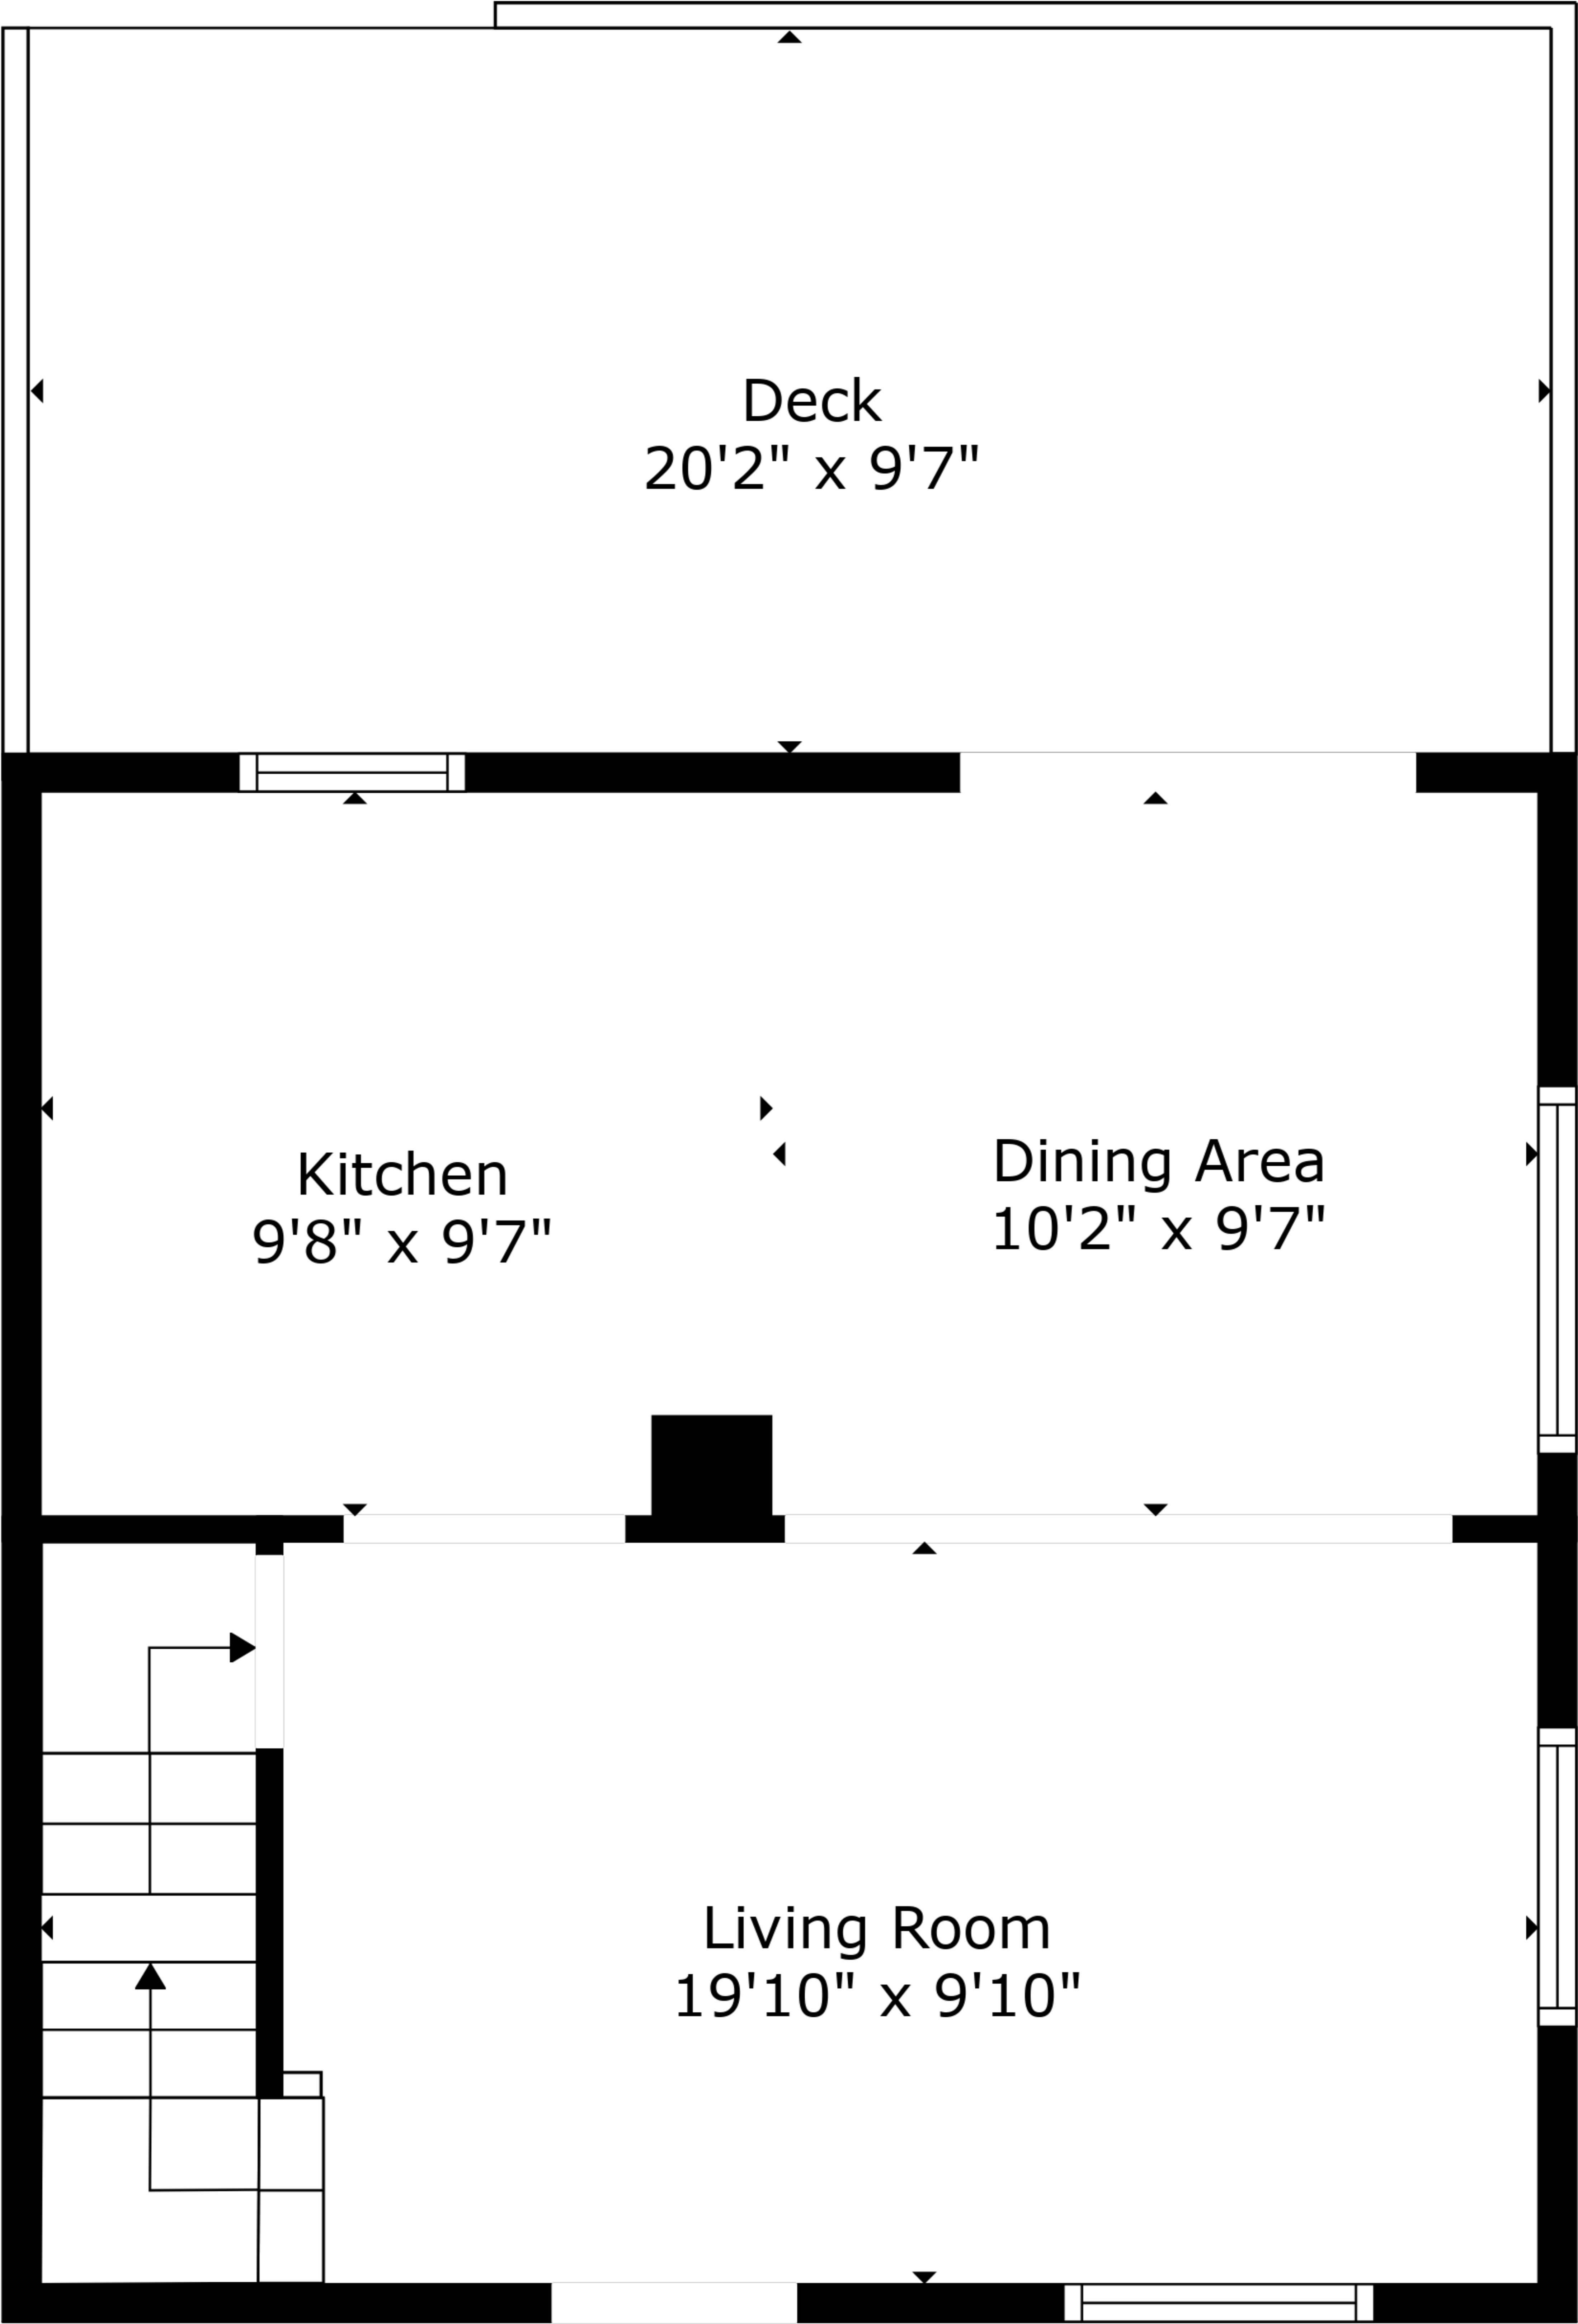 Deck
20'2" x 9'7"
Kitchen
9'8" x 9'7"
Dining Area
10'2" x 9'7"
Living Room
19'10" x 9'10"